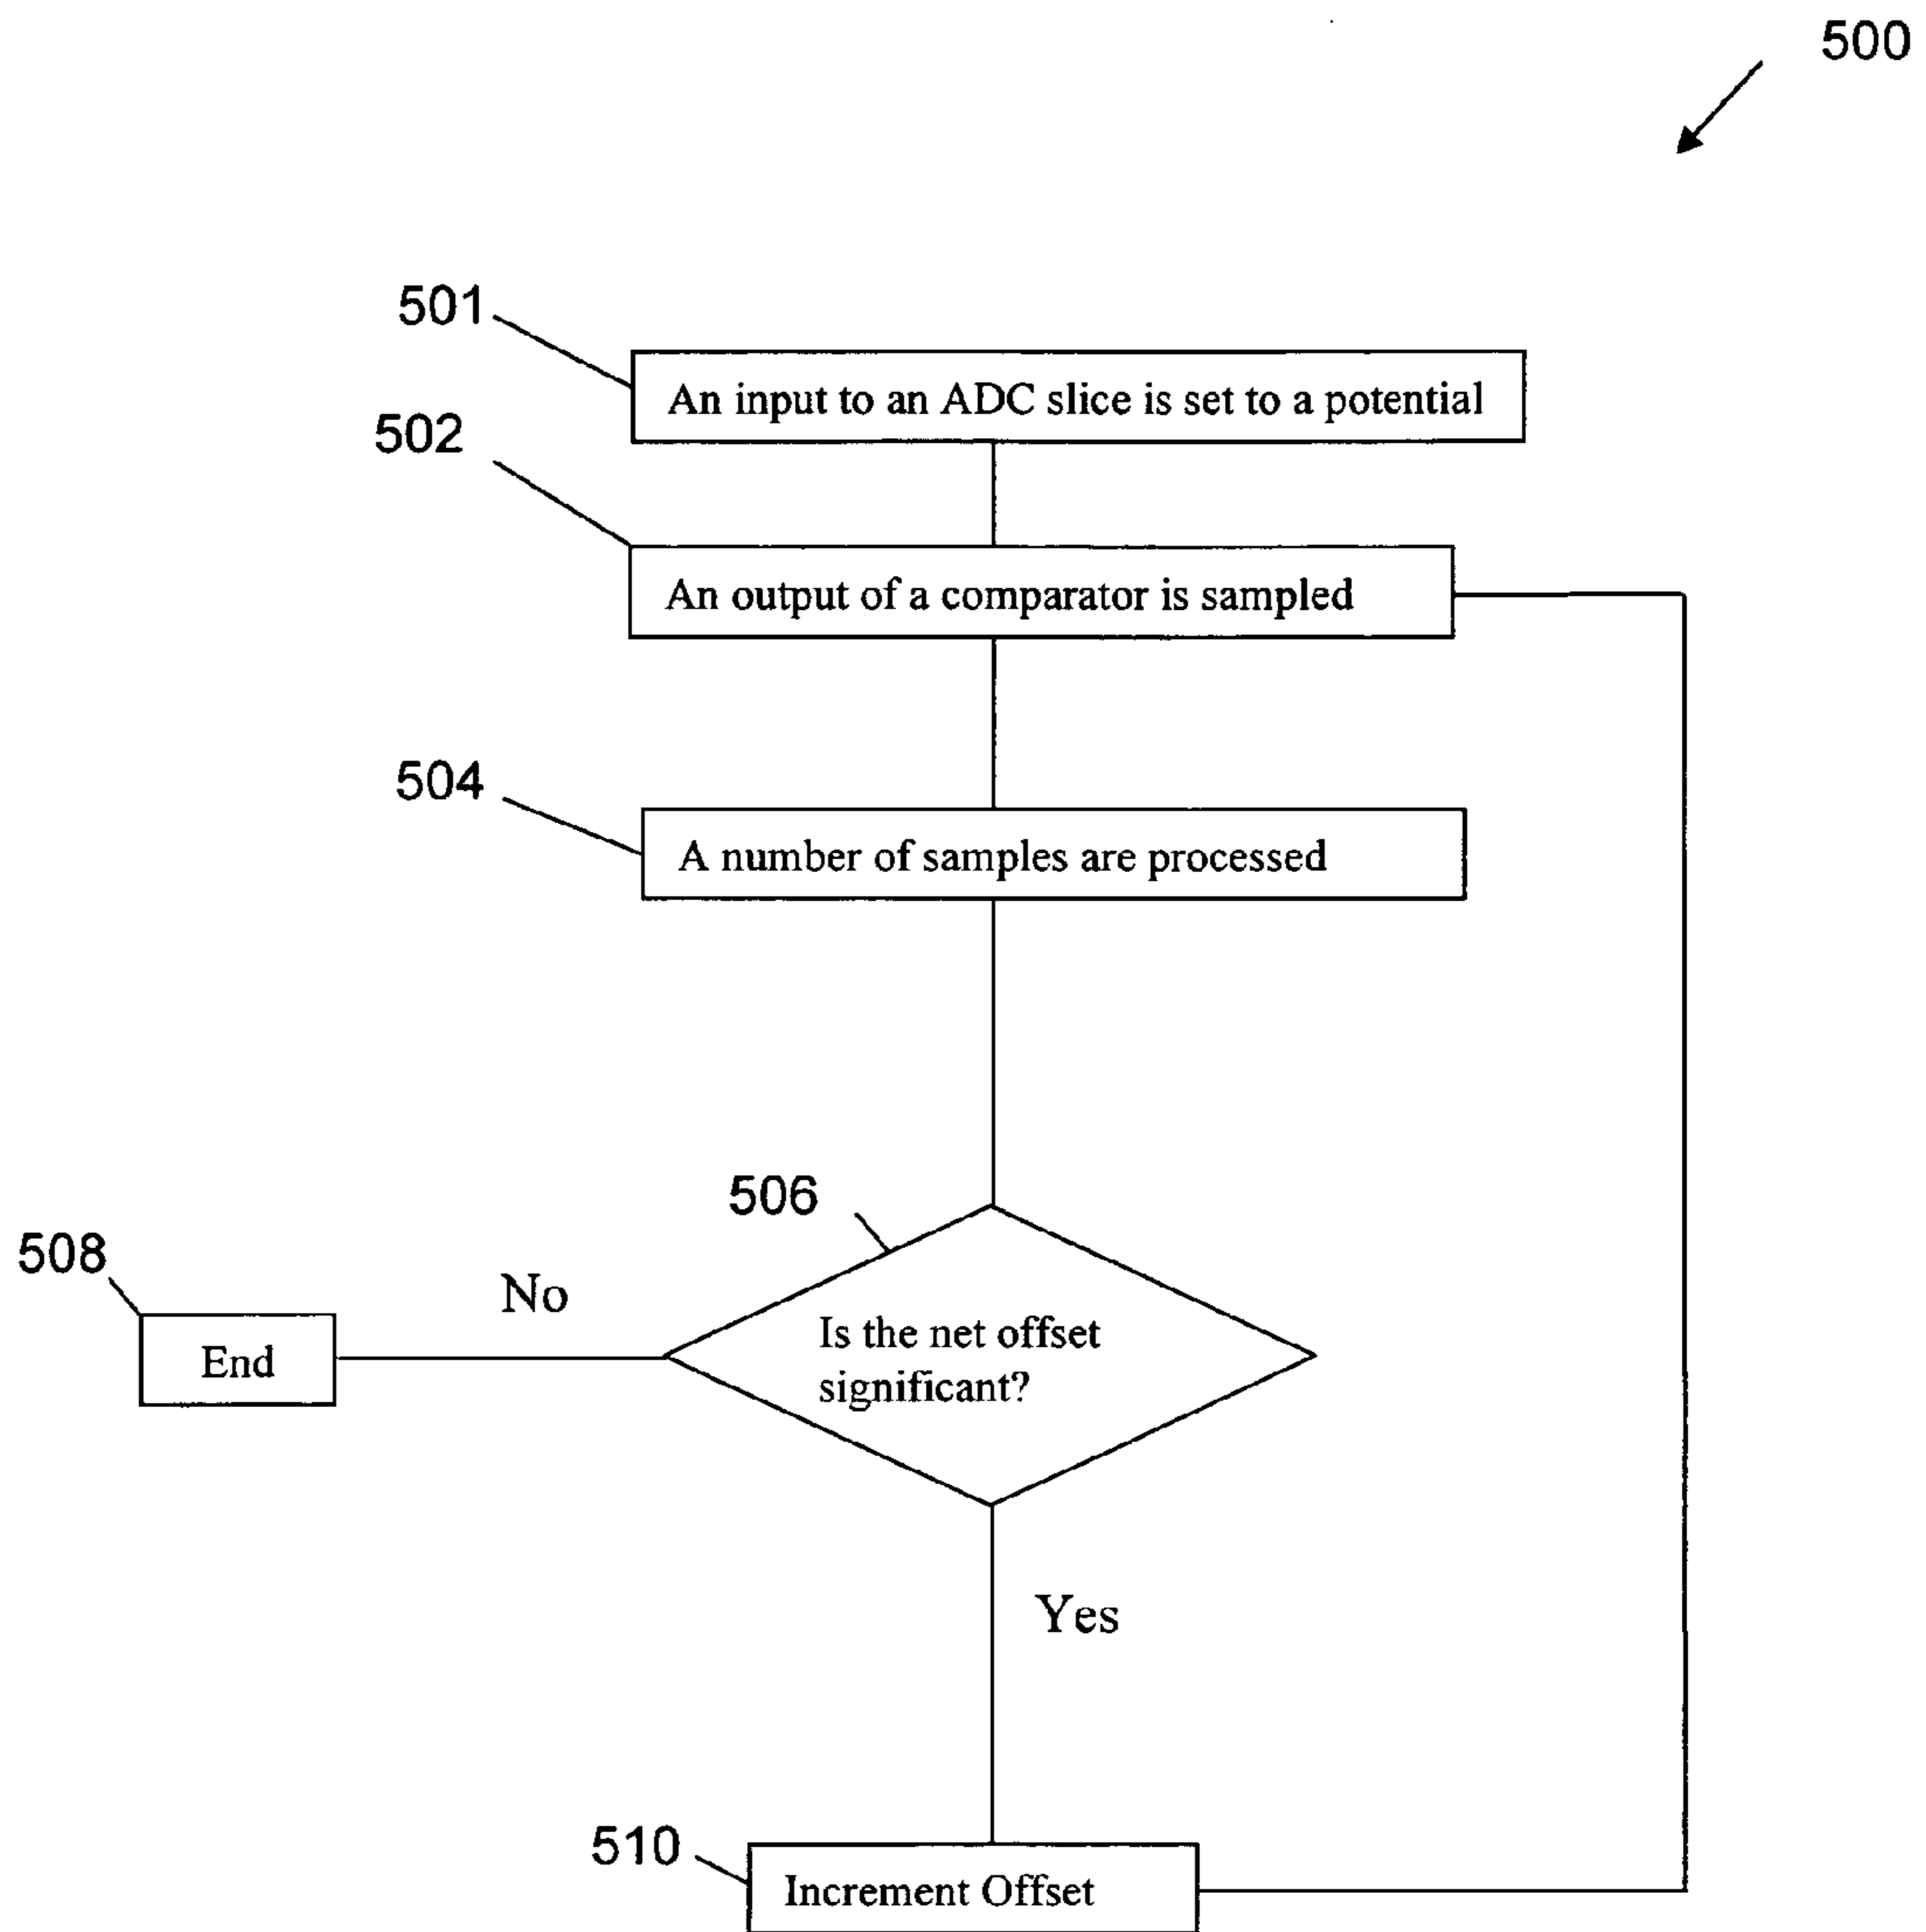 500
501
An input to an ADC slice is set to a potential
502
An output of a comparator is sampled
504
A number of samples are processed
506
508
No
End
Is the net offset
significant?
Yes
510
Increment Offset